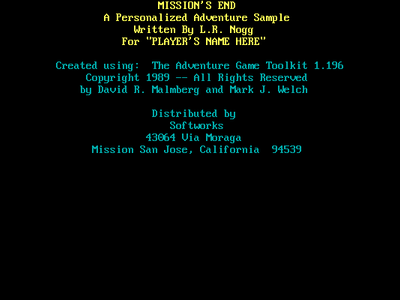 MISSION'S END
A Personalized Adventure Sample
Written By L.R. Nogg
For "PLAYER'S NAME HERE"
Created using:  The Adventure Game Toolkit 1.196
Copyright 1989 -- All Rights Reserved
by David R. Malmberg and Mark J. Welch
Distributed by
Softworks
43064 Via Moraga
Mission San Jose, California  94539